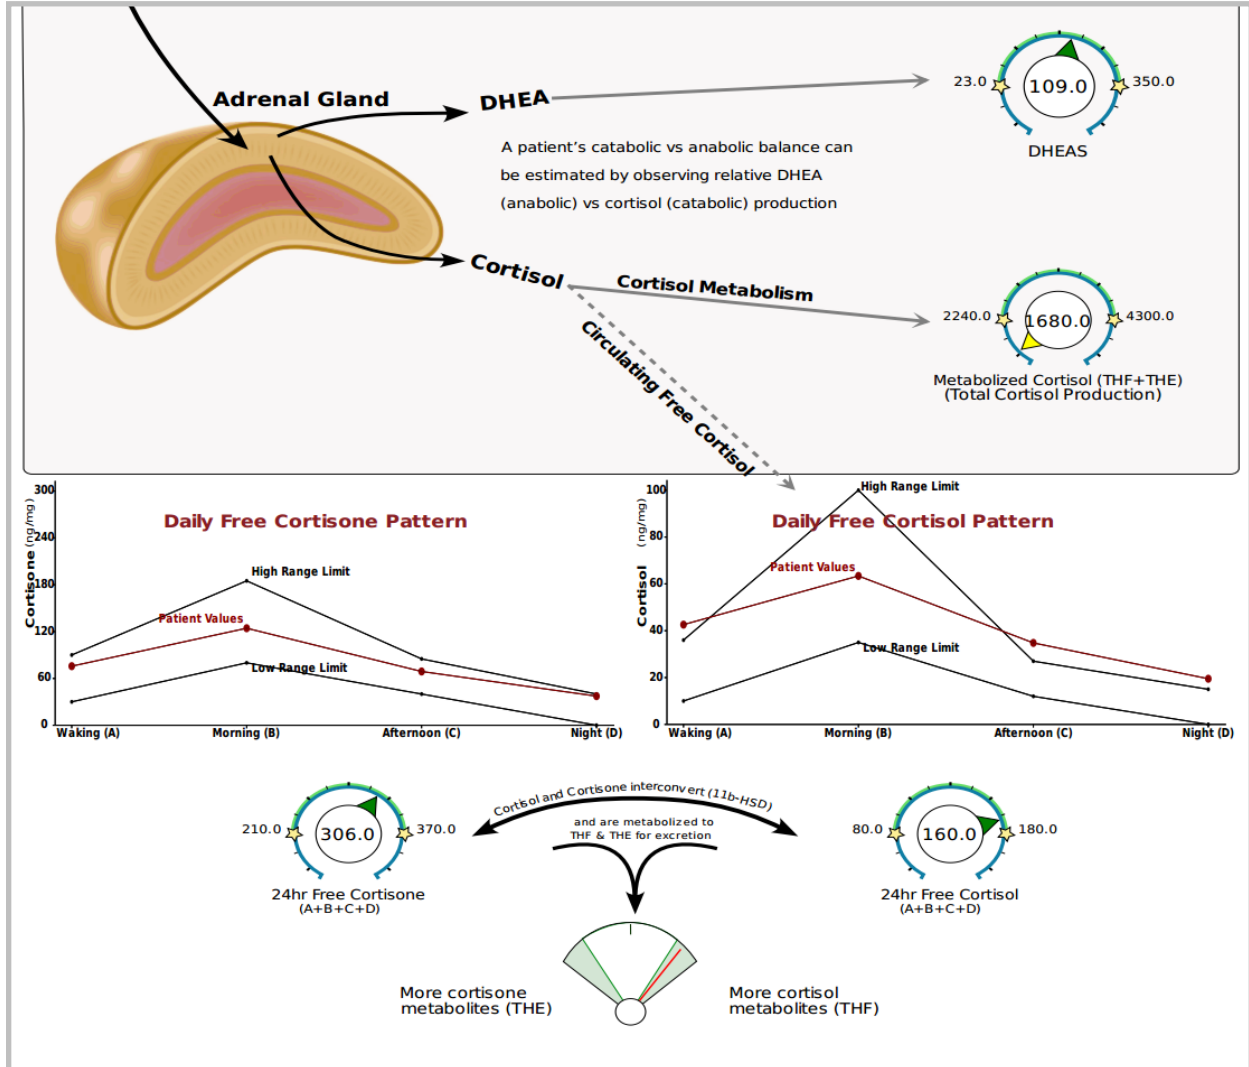 Adrenal Gland
DHEA
23.0
109.0
350.0
DHEAS
A patient's catabolic vs anabolic balance can
be estimated by observing relative DHEA
(anabolic) vs cortisol (catabolic) production
Cortisol
Cortisol Metabolism
Circulating Free Cortisol
2240.0
1680.0
4300.0
Metabolized Cortisol (THF+THE)
(Total Cortisol Production)
Daily Free Cortisone Pattern
Cortisone (ng/mg)
300
240
180
120
60
0
High Range Limit
Patient Values
Low Range Limit
Waking (A)
Morning (B)
Afternoon (C)
Night (D)
Daily Free Cortisol Pattern
Cortisol (ng/mg)
100
80
60
40
20
0
High Range Limit
Patient Values
Low Range Limit
Waking (A)
Morning (B)
Afternoon (C)
Night (D)
210.0
306.0
370.0
24hr Free Cortisone
(A+B+C+D)
Cortisol and Cortisone interconvert (11b-HSD)
and are metabolized to
THF & THE for excretion
80.0
160.0
180.0
24hr Free Cortisol
(A+B+C+D)
More cortisone
metabolites (THE)
More cortisol
metabolites (THF)